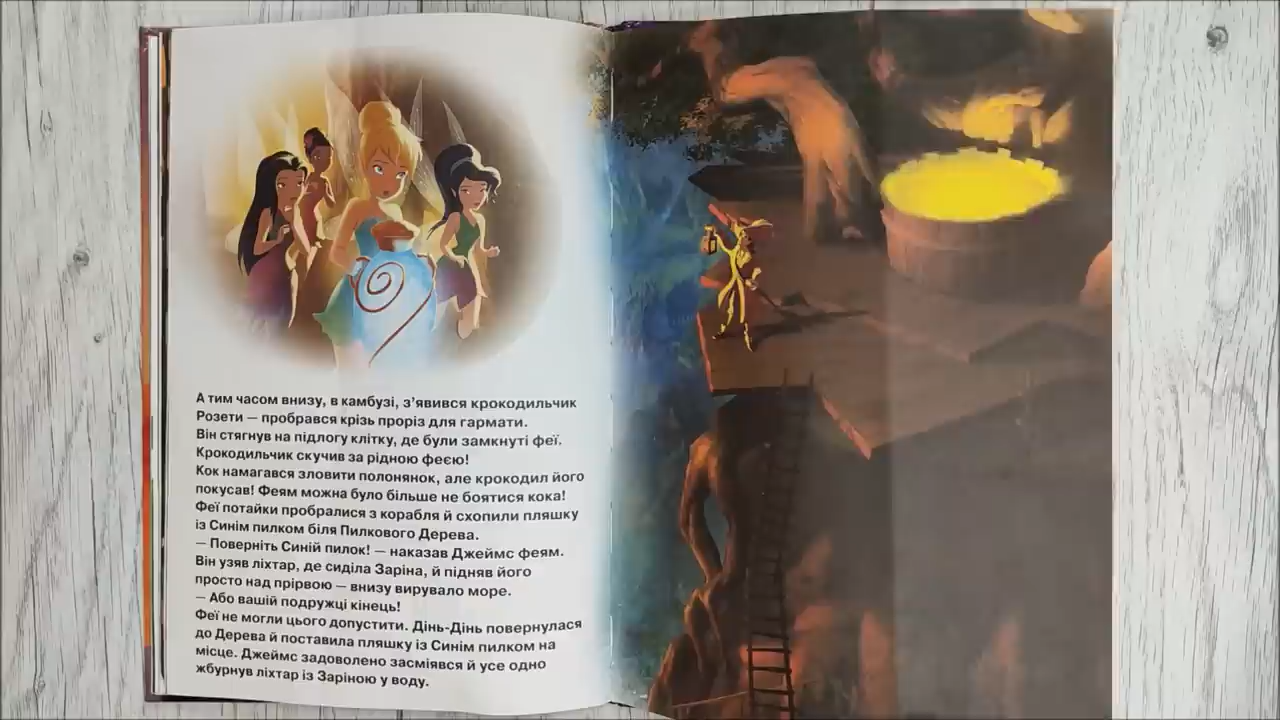 А тим часом внизу, в камбузі, з’явився крокодильчик
Розети — пробрався крізь проріз для гармати.
Він стягнув на підлогу клітку, де були замкнуті феї.
Крокодильчик скучив за рідною феєю!
Кок намагався зловити полонянок, але крокодил його
покусав! Феям можна було більше не боятися кока!
Феї потайки пробралися з корабля й схопили пляшку
із Синім пилком біля Пилкового Дерева.
— Поверніть Синій пилок! — наказав Джеймс феям.
Він узяв ліхтар, де сиділа Заріна, й підняв його
просто над прірвою — внизу вирувало море.
— Або вашій подружці кінець!
Феї не могли цього допустити. Дінь-Дінь повернулася
до Дерева й поставила пляшку із Синім пилком на
місце. Джеймс задоволено засміявся й усе одно
жбурнув ліхтар із Заріною у воду.